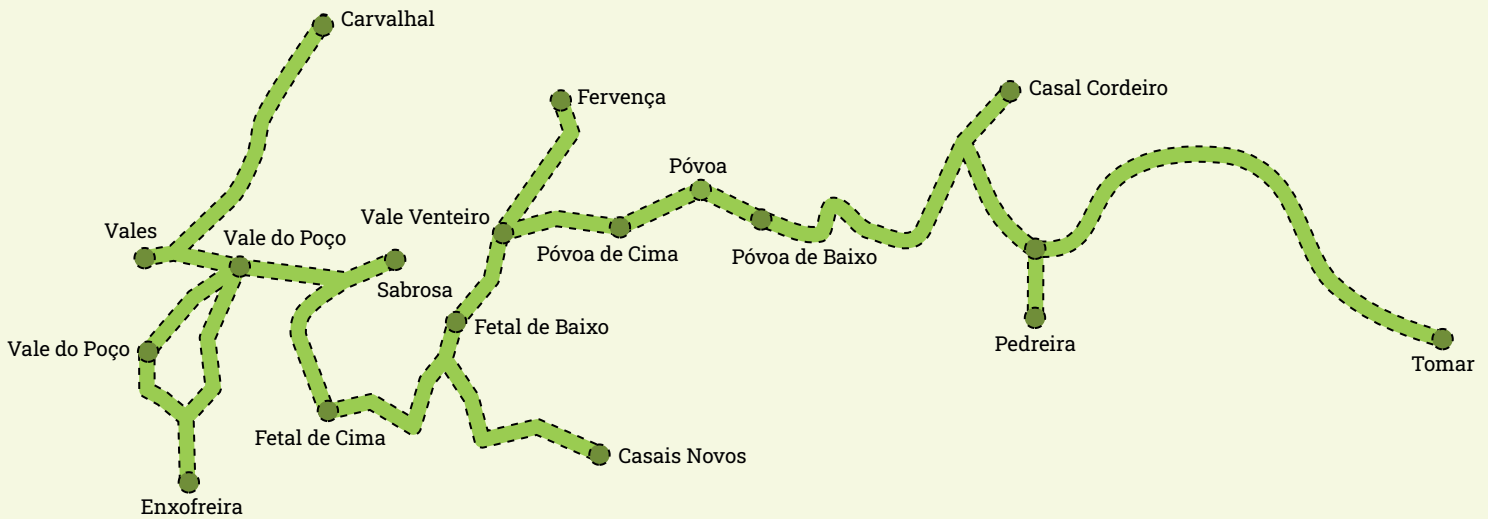 Carvalhal
Casal Cordeiro
Fervença
Póvoa
Vale Venteiro
Vales
Vale do Poço
Póvoa de Cima
Póvoa de Baixo
Sabrosa
Fetal de Baixo
Pedreira
Vale do Poço
Tomar
Fetal de Cima
Casais Novos
Enxofreira